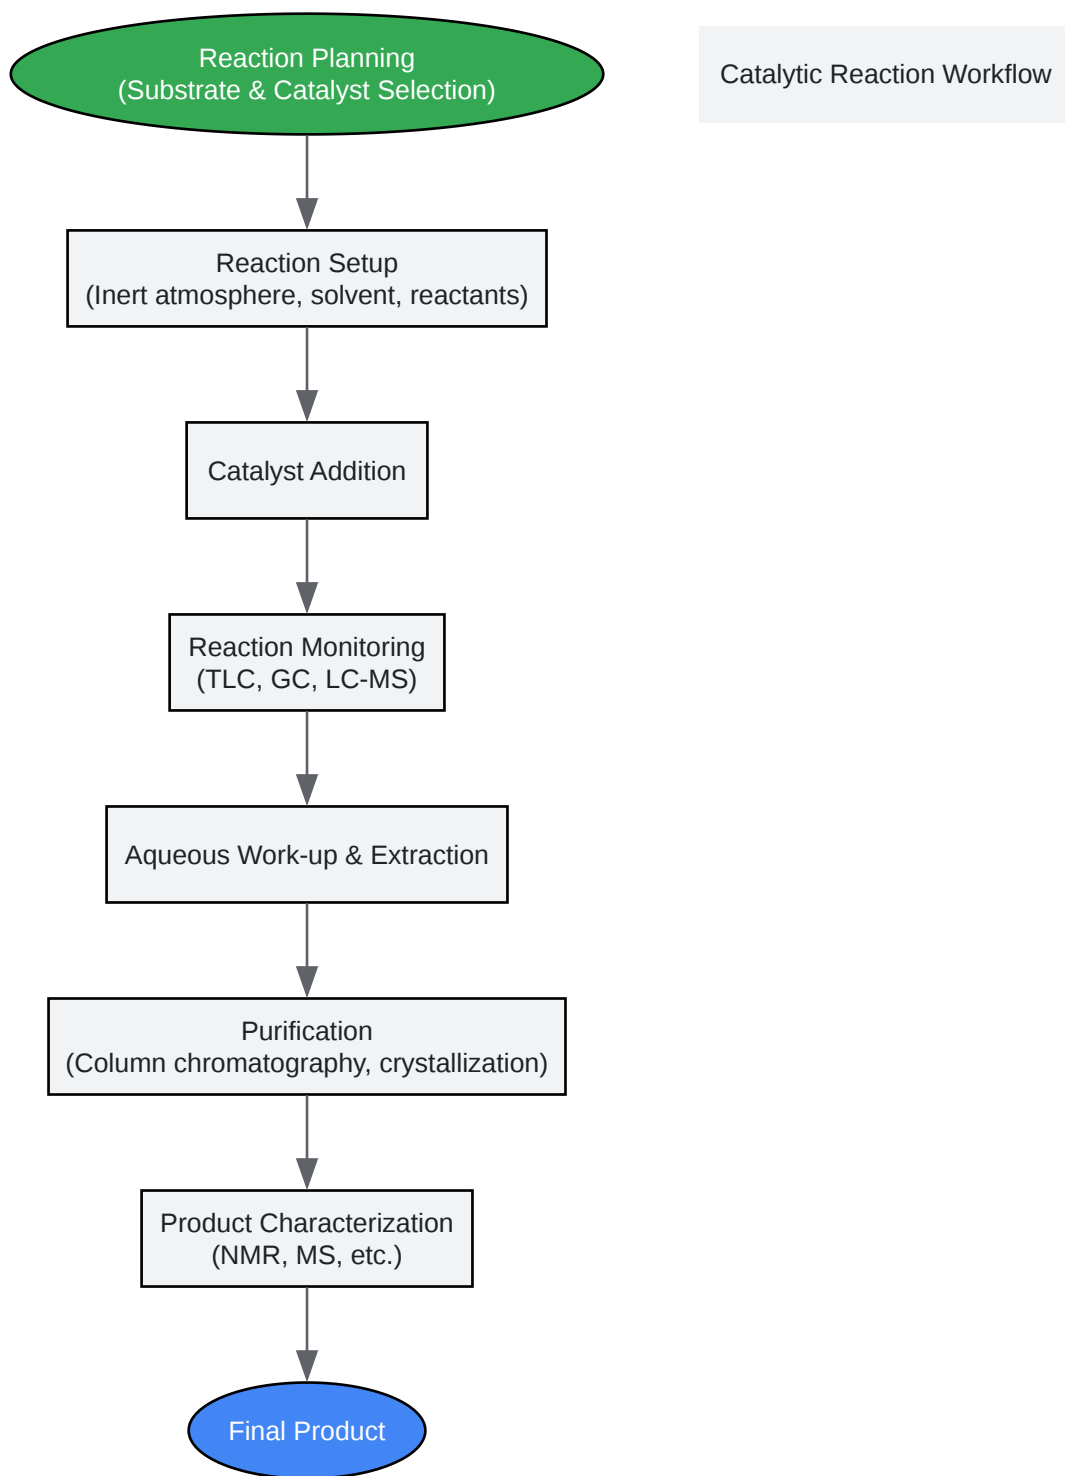 Reaction Planning
(Substrate & Catalyst Selection)
Catalytic Reaction Workflow
Reaction Setup
(Inert atmosphere, solvent, reactants)
Catalyst Addition
Reaction Monitoring
(TLC, GC, LC-MS)
Aqueous Work-up & Extraction
Purification
(Column chromatography, crystallization)
Product Characterization
(NMR, MS, etc.)
Final Product